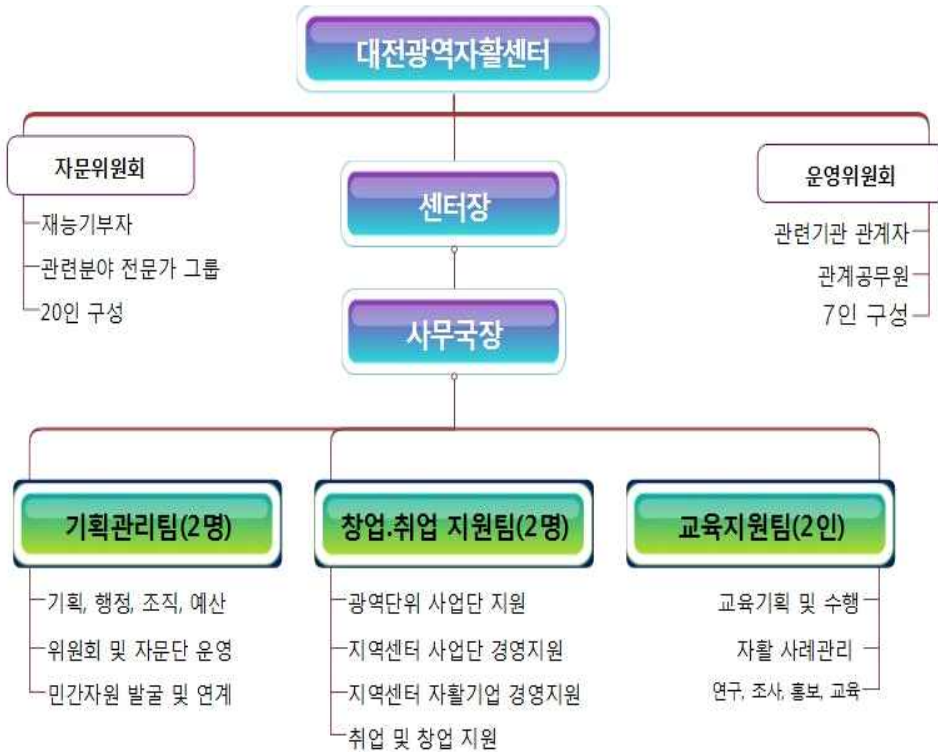 대전광역자활센터
자문위원회
재능기부자
관련분야 전문가 그룹
20인 구성
센터장
사무국장
운영위원회
관련기관 관계자
관계공무원
7인 구성
기획관리팀(2명)
기획, 행정, 조직, 예산
위원회 및 자문단 운영
민간자원 발굴 및 연계
창업.취업 지원팀(2명)
광역단위 사업단 지원
지역센터 사업단 경영지원
지역센터 자활기업 경영지원
취업 및 창업 지원
교육지원팀(2인)
교육기획 및 수행
자활 사례관리
연구, 조사, 홍보, 교육